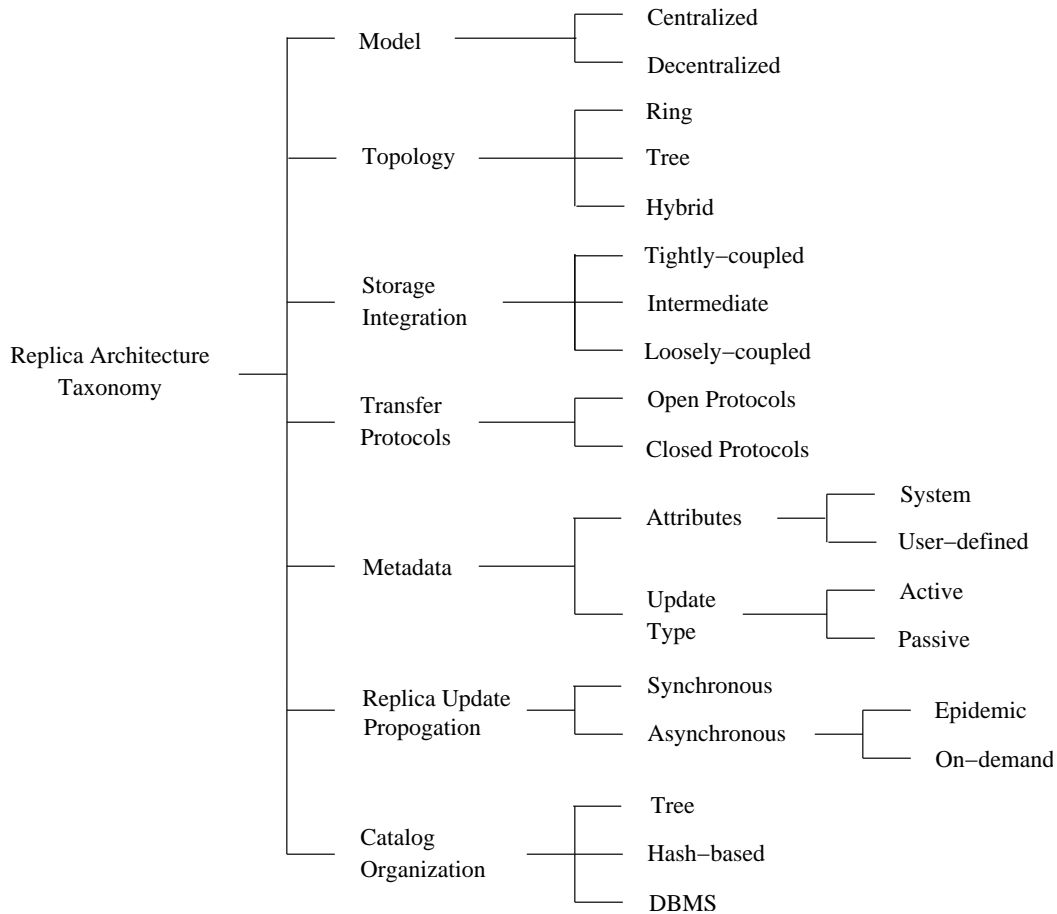 Replica Architecture
Taxonomy
Model
Centralized
Decentralized
Topology
Ring
Tree
Hybrid
Storage
Integration
Tightly−coupled
Intermediate
Loosely−coupled
Transfer
Protocols
Open Protocols
Closed Protocols
Metadata
Attributes
System
User−defined
Update
Type
Active
Passive
Replica Update
Propogation
Synchronous
Asynchronous
Epidemic
On−demand
Catalog
Organization
Tree
Hash−based
DBMS